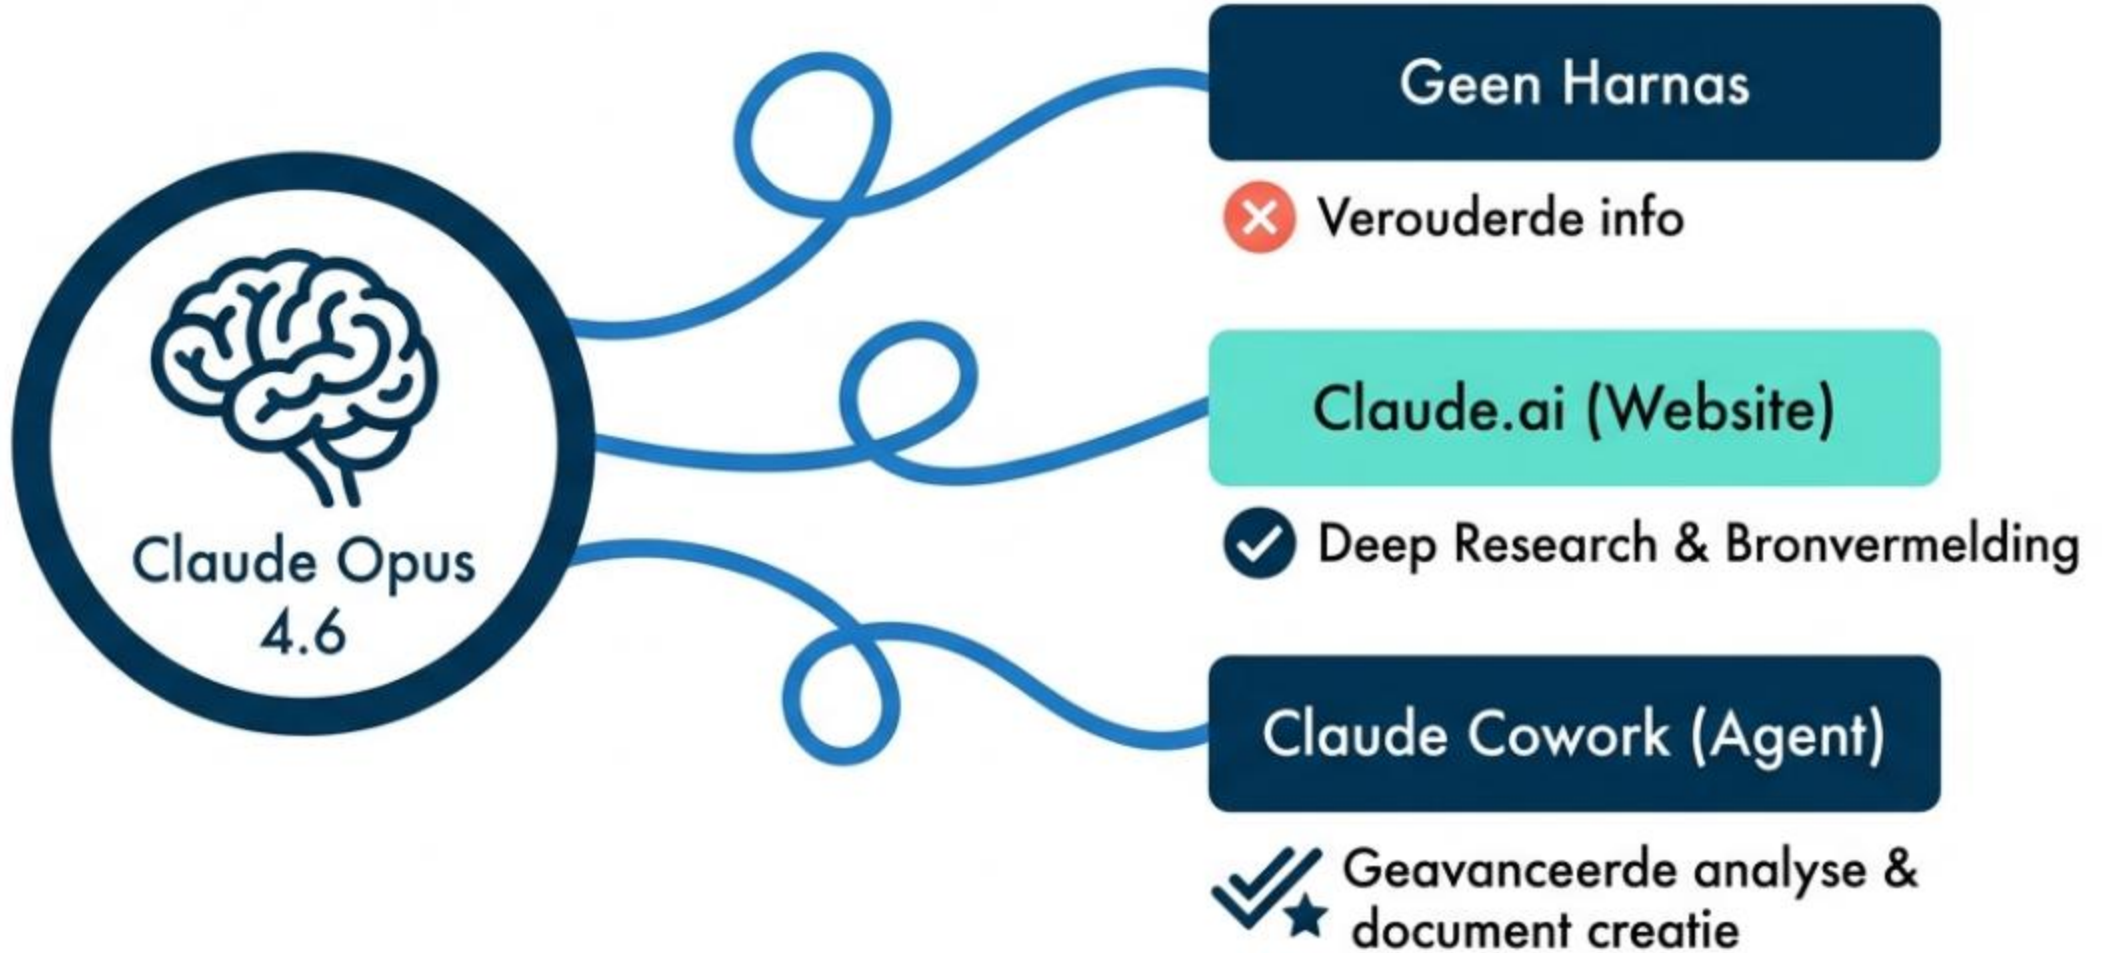 Claude Opus
4.6
Geen Harnas
Verouderde info
Claude.ai (Website)
Deep Research & Bronvermelding
Claude Cowork (Agent)
Geavanceerde analyse &
document creatie